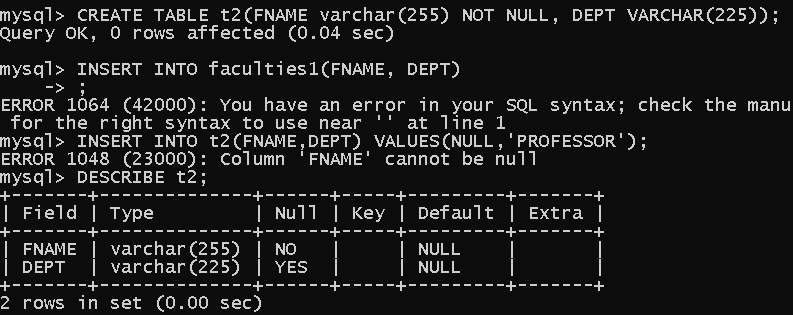 mysql> CREATE TABLE t2(FNAME varchar(255) NOT NULL, DEPT VARCHAR(225));
Query OK, 0 rows affected (0.04 sec)
mysql> INSERT INTO faculties1(FNAME, DEPT)
    -> ;
ERROR 1064 (42000): You have an error in your SQL syntax; check the manu
 for the right syntax to use near '' at line 1
mysql> INSERT INTO t2(FNAME,DEPT) VALUES(NULL,'PROFESSOR');
ERROR 1048 (23000): Column 'FNAME' cannot be null
mysql> DESCRIBE t2;
+-------+--------------+------+-----+---------+-------+
| Field | Type         | Null | Key | Default | Extra |
+-------+--------------+------+-----+---------+-------+
| FNAME | varchar(255) | NO   |     | NULL    |       |
| DEPT  | varchar(225) | YES  |     | NULL    |       |
+-------+--------------+------+-----+---------+-------+
2 rows in set (0.00 sec)